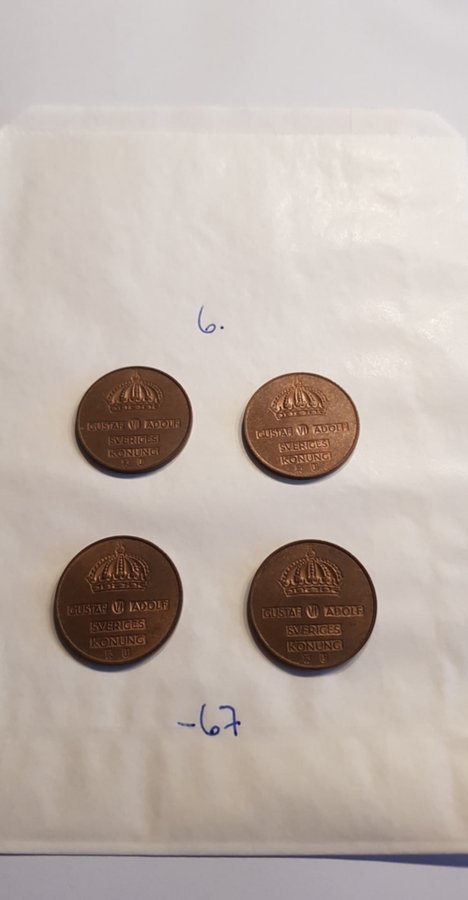 6.
GUSTAF VI ADOLF
SVERIGES
KONUNG
U
GUSTAF VI ADOLF
SVERIGES
KONUNG
U
GUSTAF VI ADOLF
SVERIGES
KONUNG
U
GUSTAF VI ADOLF
SVERIGES
KONUNG
U
-67